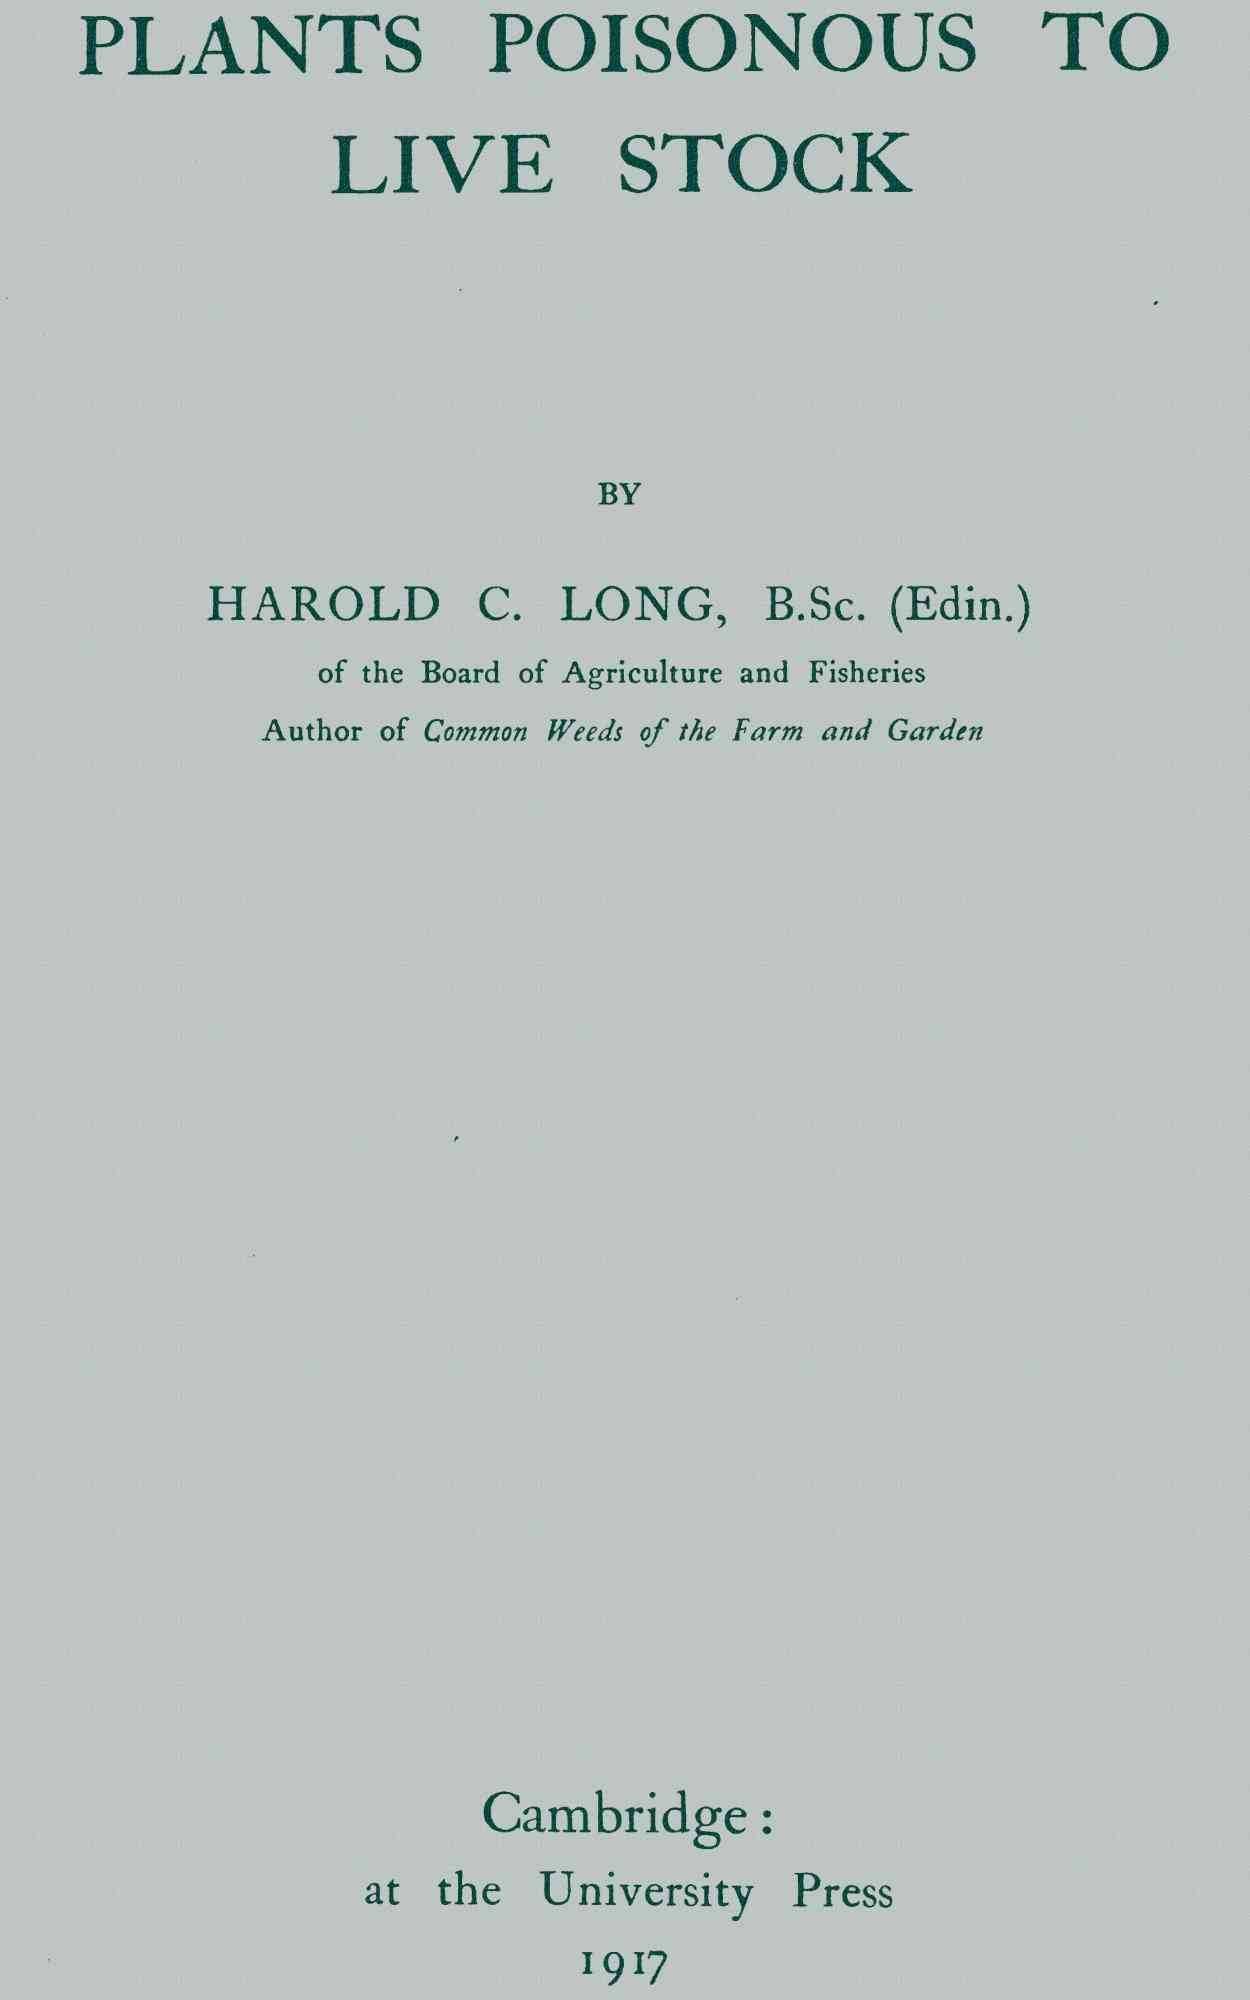 PLANTS POISONOUS TO
LIVE STOCK
BY
HAROLD C. LONG, B.Sc. (Edin.)
of the Board of Agriculture and Fisheries
Author of Common Weeds of the Farm and Garden
Cambridge:
at the University Press
1917